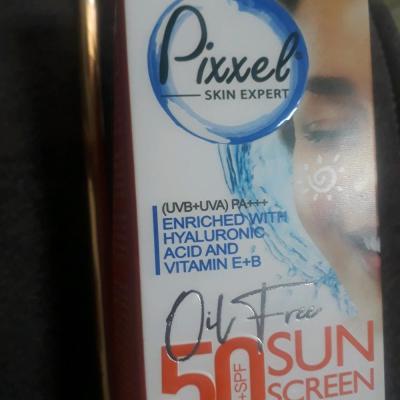 Pixxel
SKIN EXPERT
(UVB+UVA) PA+++
ENRICHED WITH
HYALURONIC
ACID AND
VITAMIN E+B
Oil Free
50+SPF
SUN
SCREEN